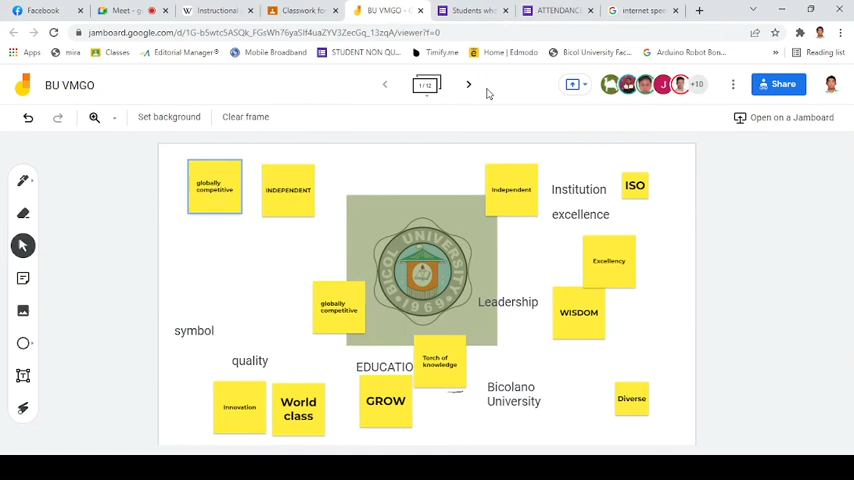 Facebook
Meet -
Instructional
Classwork for
BU VMGO - G
Students who
ATTENDANC
internet spee
jamboard.google.com/d/1G-b5wtcSASQk_FGsWh76yaSlf4uaZYV3ZecGq_13zqA/viewer?f=0
Apps
mira
Classes
Editorial Manager®
Mobile Broadband
STUDENT NON QU...
Timify.me
Home | Edmodo
Bicol University Fac...
Arduino Robot Bon...
Reading list
BU VMGO
1 / 12
J
+10
Share
Set background
Clear frame
Open on a Jamboard
globally
competitive
INDEPENDENT
Independent
Institution
ISO
excellence
BICOL UNIVERSITY
1969
Excellency
globally
competitive
Leadership
WISDOM
symbol
quality
EDUCATIO
Torch of
knowledge
Innovation
World
class
GROW
Bicolano
University
Diverse